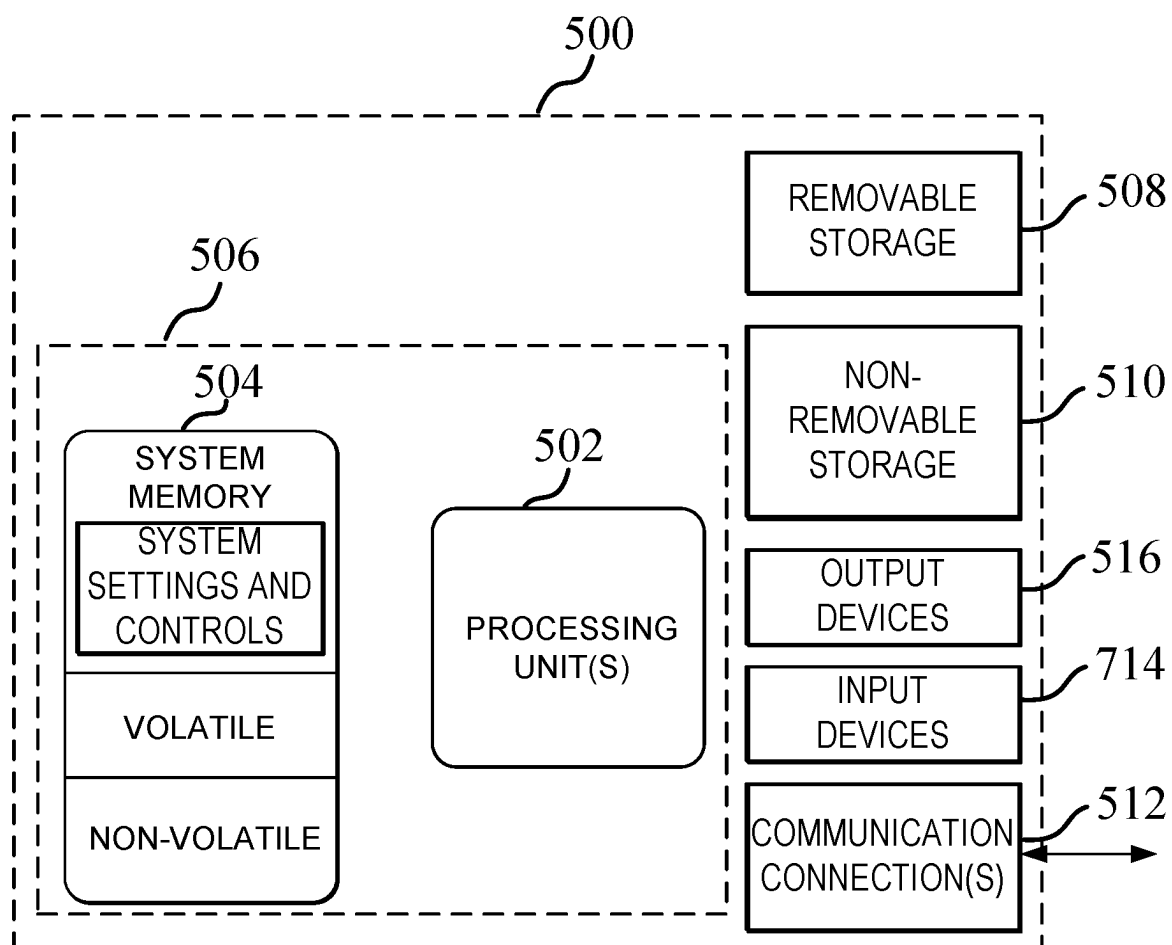 500
REMOVABLE
STORAGE
508
506
NON-
REMOVABLE
STORAGE
510
504
SYSTEM
MEMORY
SYSTEM
SETTINGS AND
CONTROLS
VOLATILE
NON-VOLATILE
502
PROCESSING
UNIT(S)
OUTPUT
DEVICES
516
INPUT
DEVICES
714
COMMUNICATION
CONNECTION(S)
512